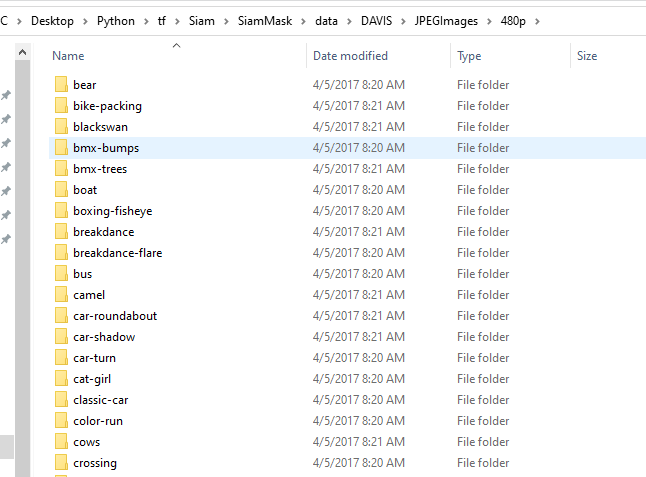 C > Desktop > Python > tf > Siam > SiamMask > data > DAVIS > JPEGImages > 480p >
Name Date modified Type Size
bear 4/5/2017 8:20 AM File folder
bike-packing 4/5/2017 8:21 AM File folder
blackswan 4/5/2017 8:21 AM File folder
bmx-bumps 4/5/2017 8:20 AM File folder
bmx-trees 4/5/2017 8:21 AM File folder
boat 4/5/2017 8:20 AM File folder
boxing-fisheye 4/5/2017 8:20 AM File folder
breakdance 4/5/2017 8:21 AM File folder
breakdance-flare 4/5/2017 8:20 AM File folder
bus 4/5/2017 8:20 AM File folder
camel 4/5/2017 8:21 AM File folder
car-roundabout 4/5/2017 8:21 AM File folder
car-shadow 4/5/2017 8:21 AM File folder
car-turn 4/5/2017 8:20 AM File folder
cat-girl 4/5/2017 8:20 AM File folder
classic-car 4/5/2017 8:20 AM File folder
color-run 4/5/2017 8:20 AM File folder
cows 4/5/2017 8:21 AM File folder
crossing 4/5/2017 8:20 AM File folder